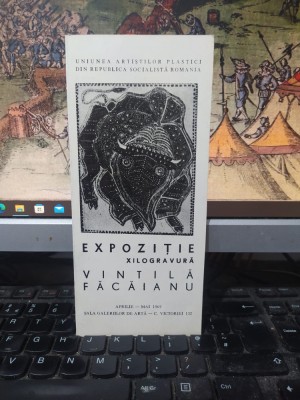 UNIUNEA ARTIȘTILOR PLASTICI
DIN REPUBLICA SOCIALISTĂ ROMÂNIA
EXPOZIȚIE
XILOGRAVURĂ
VINTILĂ
FĂCĂIANU
APRILIE – MAI
SALA GALERIILOR DE ARTĂ – C. VICTORIEI 132